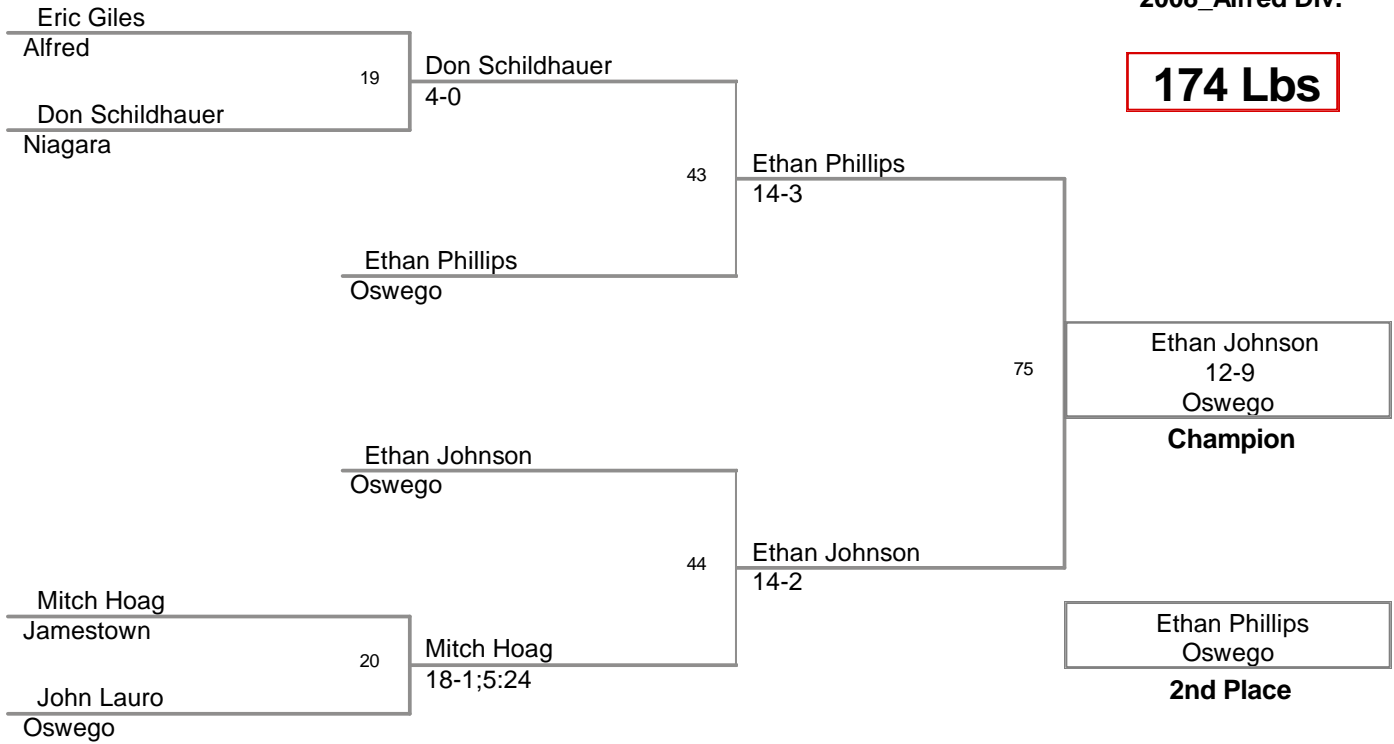 2008_Alfred Div.
174 Lbs
Eric Giles
Alfred
19
Don Schildhauer
4-0
Don Schildhauer
Niagara
43
Ethan Phillips
14-3
Ethan Phillips
Oswego
75
Ethan Johnson
12-9
Oswego
Champion
Ethan Johnson
Oswego
44
Ethan Johnson
14-2
Mitch Hoag
Jamestown
20
Mitch Hoag
18-1;5:24
John Lauro
Oswego
Ethan Phillips
Oswego
2nd Place